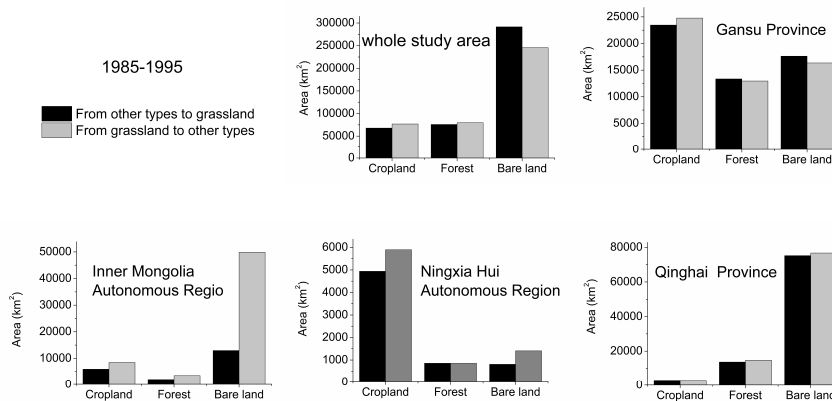 1985-1995
From other types to grassland
From grassland to other types
whole study area
Area (km²)
300000
250000
200000
150000
100000
50000
0
Cropland Forest Bare land
Gansu Province
Area (km²)
25000
20000
15000
10000
5000
0
Cropland Forest Bare land
Inner Mongolia
Autonomous Regio
Area (km²)
50000
40000
30000
20000
10000
0
Cropland Forest Bare land
Ningxia Hui
Autonomous Region
Area (km²)
6000
5000
4000
3000
2000
1000
0
Cropland Forest Bare land
Qinghai Province
Area (km²)
80000
60000
40000
20000
0
Cropland Forest Bare land